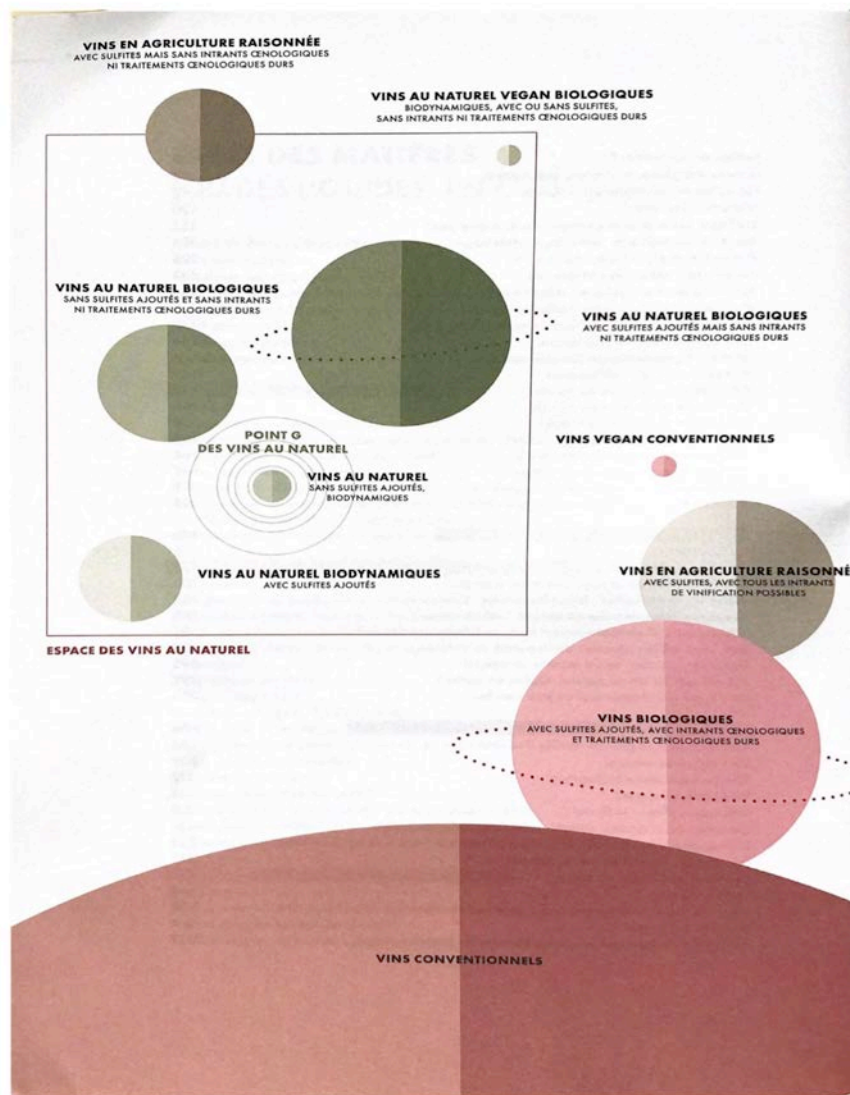 VINS EN AGRICULTURE RAISONNÉE
AVEC SULFITES MAIS SANS INTRANTS ŒNOLOGIQUES
NI TRAITEMENTS ŒNOLOGIQUES DURS
VINS AU NATUREL VEGAN BIOLOGIQUES
BIODYNAMIQUES, AVEC OU SANS SULFITES,
SANS INTRANTS NI TRAITEMENTS ŒNOLOGIQUES DURS
VINS AU NATUREL BIOLOGIQUES
SANS SULFITES AJOUTÉS ET SANS INTRANTS
NI TRAITEMENTS ŒNOLOGIQUES DURS
VINS AU NATUREL BIOLOGIQUES
AVEC SULFITES AJOUTÉS MAIS SANS INTRANTS
NI TRAITEMENTS ŒNOLOGIQUES DURS
POINT G
DES VINS AU NATUREL
VINS AU NATUREL
SANS SULFITES AJOUTÉS,
BIODYNAMIQUES
VINS VEGAN CONVENTIONNELS
VINS AU NATUREL BIODYNAMIQUES
AVEC SULFITES AJOUTÉS
VINS EN AGRICULTURE RAISONNÉ
AVEC SULFITES, AVEC TOUS LES INTRANTS
DE VINIFICATION POSSIBLES
ESPACE DES VINS AU NATUREL
VINS BIOLOGIQUES
AVEC SULFITES AJOUTÉS, AVEC INTRANTS ŒNOLOGIQUES
ET TRAITEMENTS ŒNOLOGIQUES DURS
VINS CONVENTIONNELS